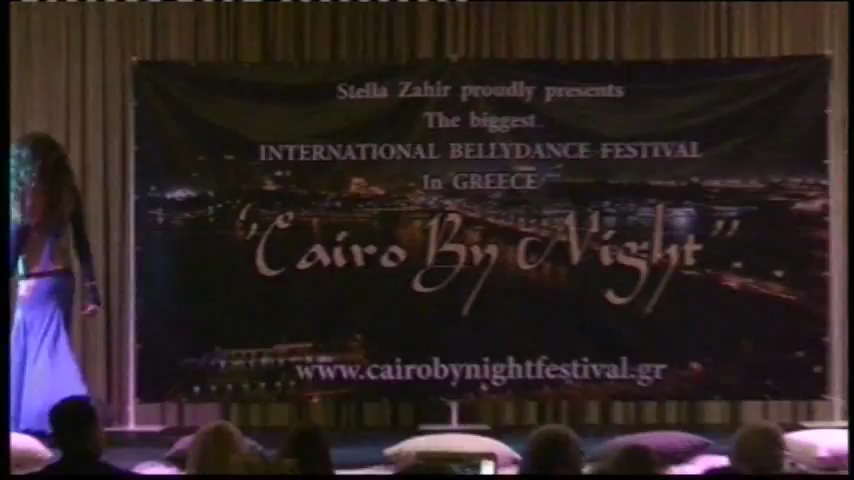 Stella Zahir proudly presents
The biggest
INTERNATIONAL BELLYDANCE FESTIVAL
In GREECE
"Cairo By Night"
www.cairobynightfestival.gr